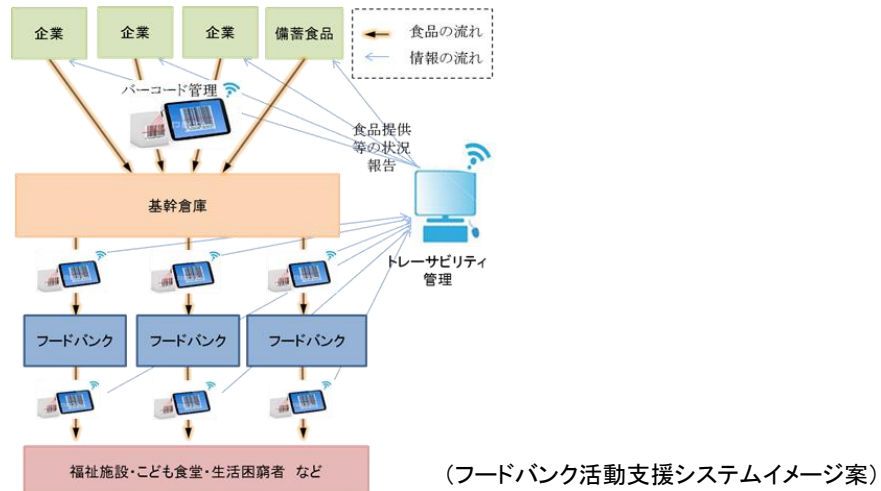 企業
企業
企業
備蓄食品
食品の流れ
情報の流れ
バーコード管理
食品提供
等の状況
報告
基幹倉庫
トレーサビリティ
管理
フードバンク
フードバンク
フードバンク
福祉施設・こども食堂・生活困窮者 など
(フードバンク活動支援システムイメージ案)